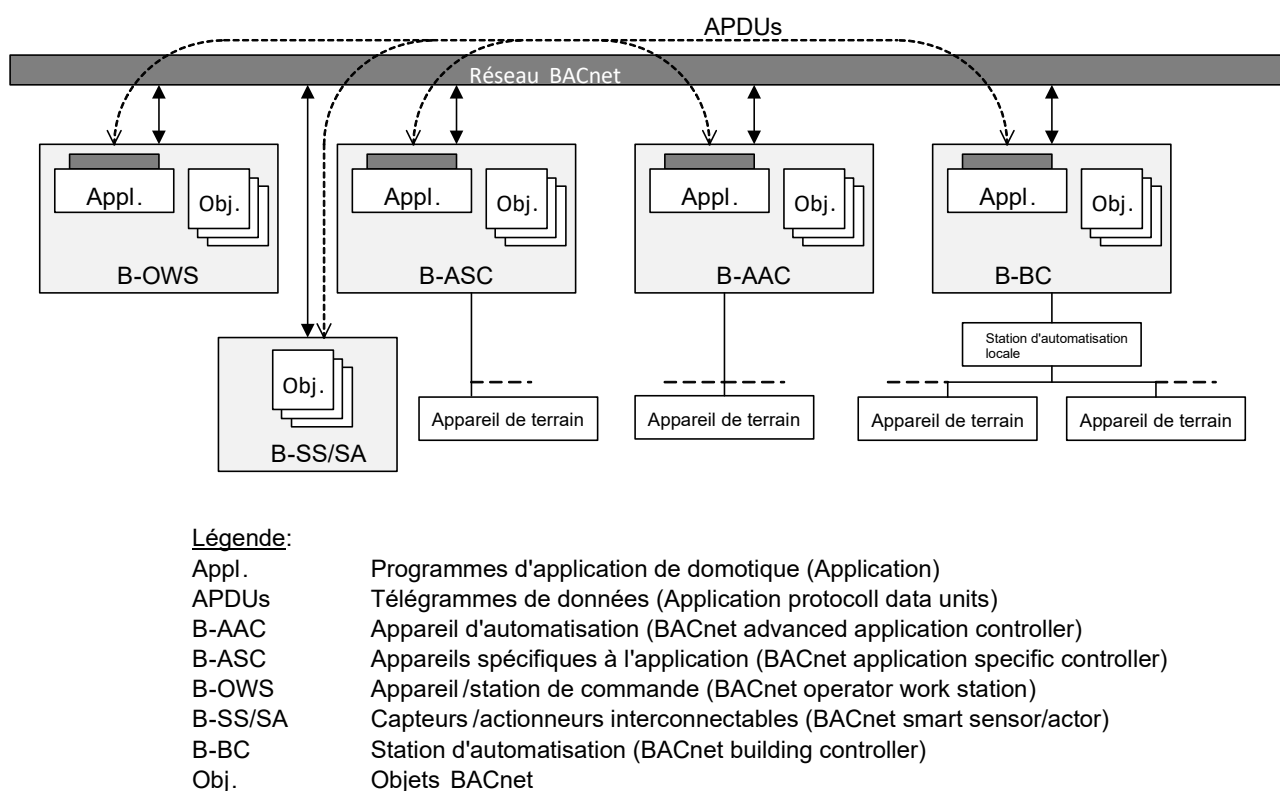 APDUs
Réseau BACnet
Appl.
Obj.
B-OWS
Appl.
Obj.
B-ASC
Appl.
Obj.
B-AAC
Appl.
Obj.
B-BC
Station d'automatisation
locale
Obj.
B-SS/SA
Appareil de terrain
Appareil de terrain
Appareil de terrain
Appareil de terrain
Légende:
Appl. Programmes d'application de domotique (Application)
APDUs Télégrammes de données (Application protocoll data units)
B-AAC Appareil d'automatisation (BACnet advanced application controller)
B-ASC Appareils spécifiques à l'application (BACnet application specific controller)
B-OWS Appareil/station de commande (BACnet operator work station)
B-SS/SA Capteurs/actionneurs interconnectables (BACnet smart sensor/actor)
B-BC Station d'automatisation (BACnet building controller)
Obj. Objets BACnet